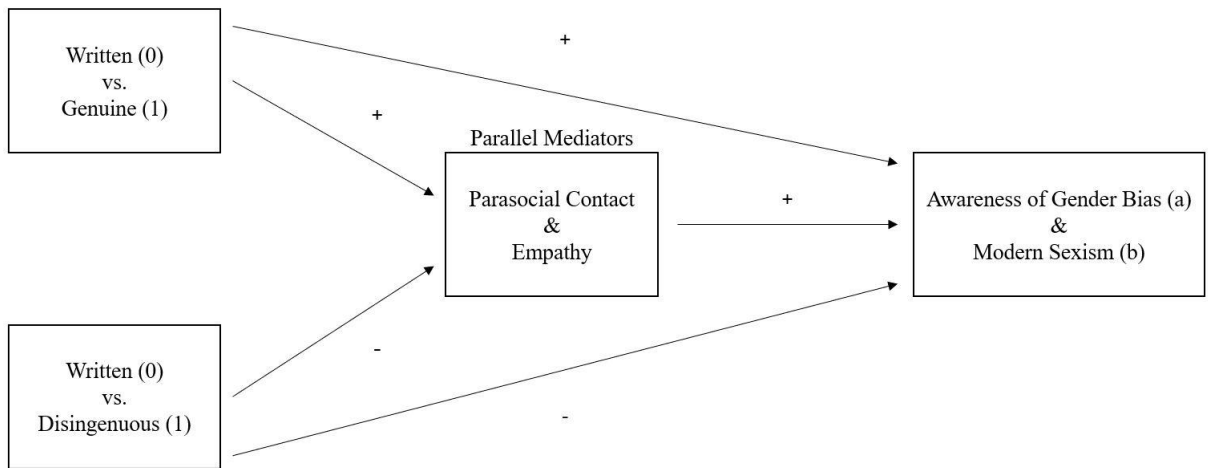 Written (0)
vs.
Genuine (1)
+
+
Parallel Mediators
Parasocial Contact
&
Empathy
+
Awareness of Gender Bias (a)
&
Modern Sexism (b)
Written (0)
vs.
Disingenuous (1)
-
-